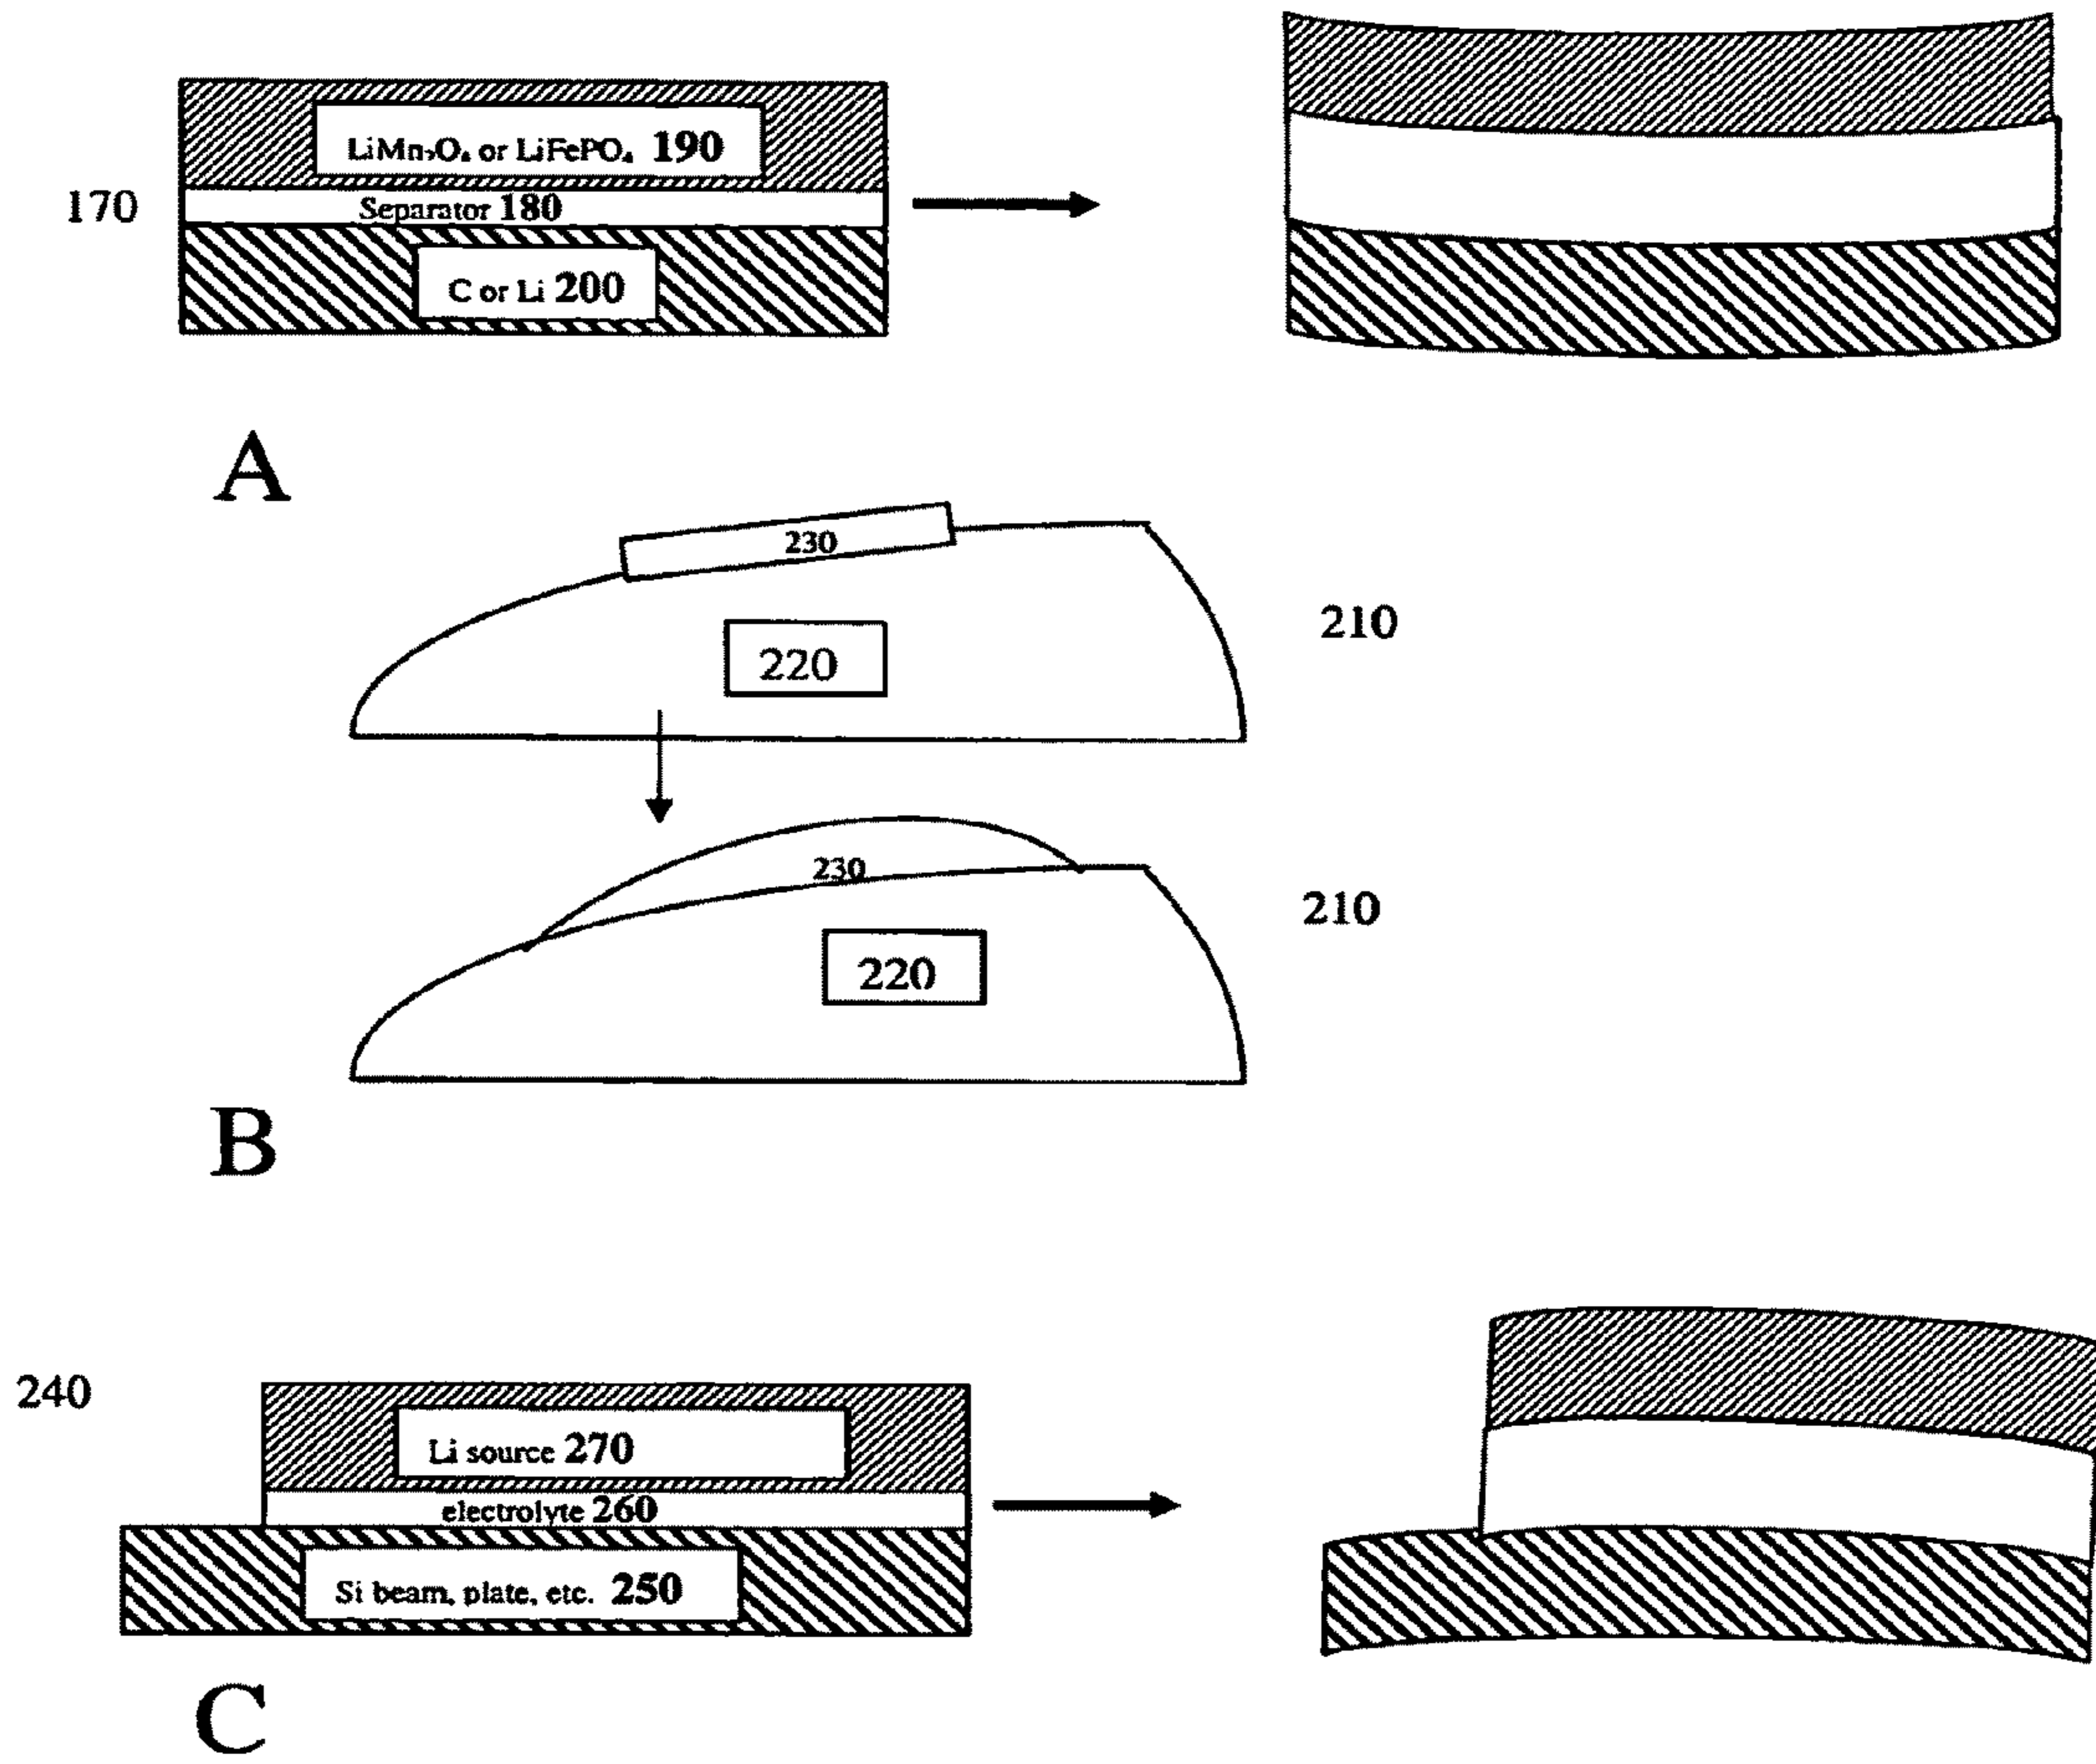 LiMn₂O₄ or LiFePO₄ 190
170
Separator 180
C or Li 200
A
230
210
220
230
210
220
B
240
Li source 270
electrolyte 260
Si beam, plate, etc. 250
C